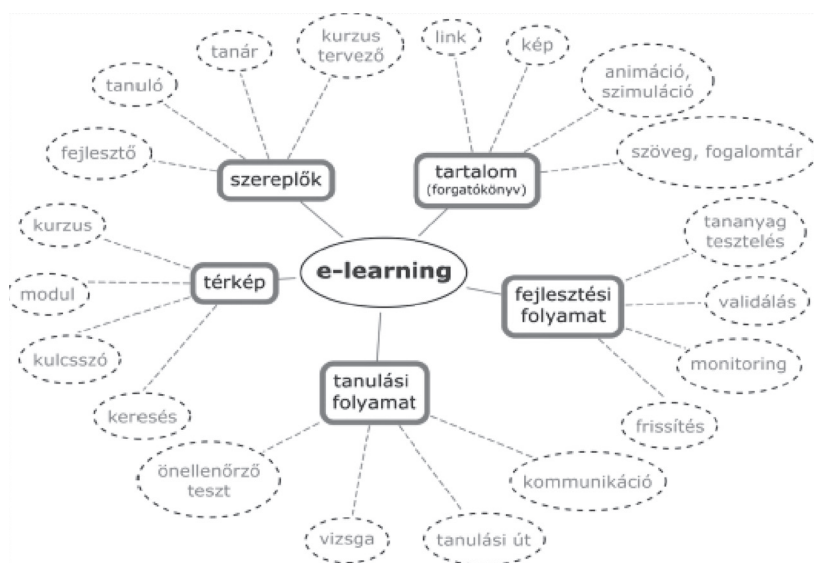 kurzus
tervező
tanár
tanuló
fejlesztő
szereplők
link
kép
animáció,
szimuláció
szöveg, fogalomtár
tartalom
(forgatókönyv)
e-learning
kurzus
modul
kulcsszó
keresés
térkép
tananyag
tesztelés
validálás
monitoring
frissítés
fejlesztési
folyamat
tanulási
folyamat
önellenőrző
teszt
vizsga
tanulási út
kommunikáció